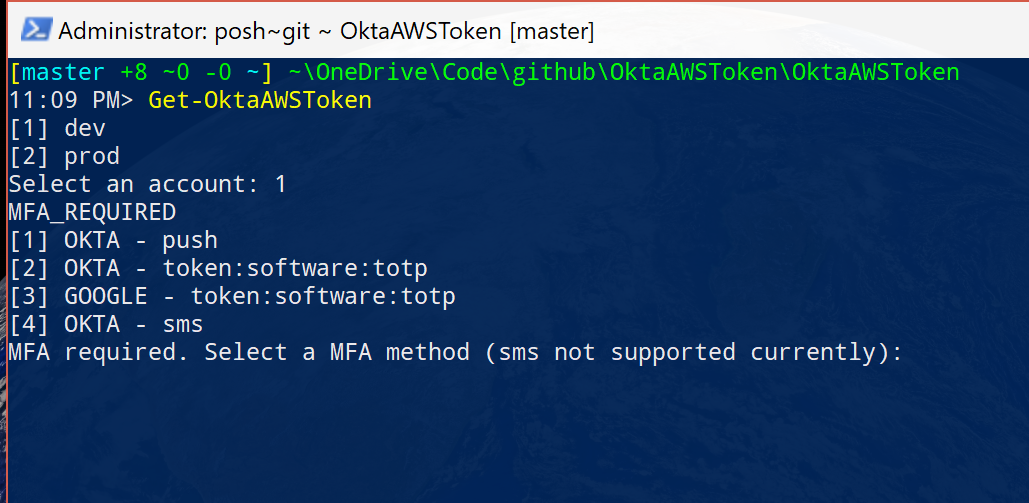 Administrator: posh~git ~ OktaAWSToken [master]
[master +8 ~0 -0 ~] ~\OneDrive\Code\github\OktaAWSToken\OktaAWSToken
11:09 PM> Get-OktaAWSToken
[1] dev
[2] prod
Select an account: 1
MFA_REQUIRED
[1] OKTA - push
[2] OKTA - token:software:totp
[3] GOOGLE - token:software:totp
[4] OKTA - sms
MFA required. Select a MFA method (sms not supported currently):